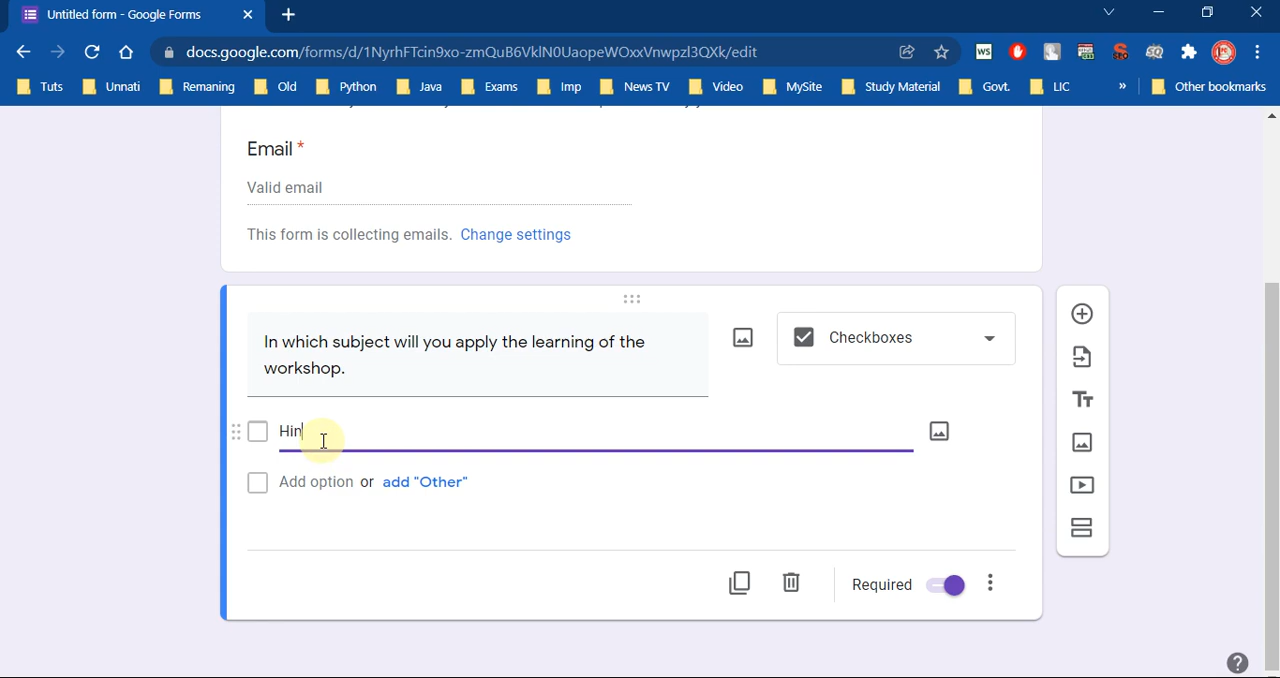 Untitled form - Google Forms
docs.google.com/forms/d/1NyrhFTcin9xo-zmQuB6VklN0UaopeWOxxVnwpzl3QXk/edit
Tuts Unnati Remaning Old Python Java Exams Imp News TV Video MySite Study Material Govt. LIC » Other bookmarks
Email *
Valid email
This form is collecting emails. Change settings
In which subject will you apply the learning of the
workshop.
Checkboxes
Hin
Add option or add "Other"
Required